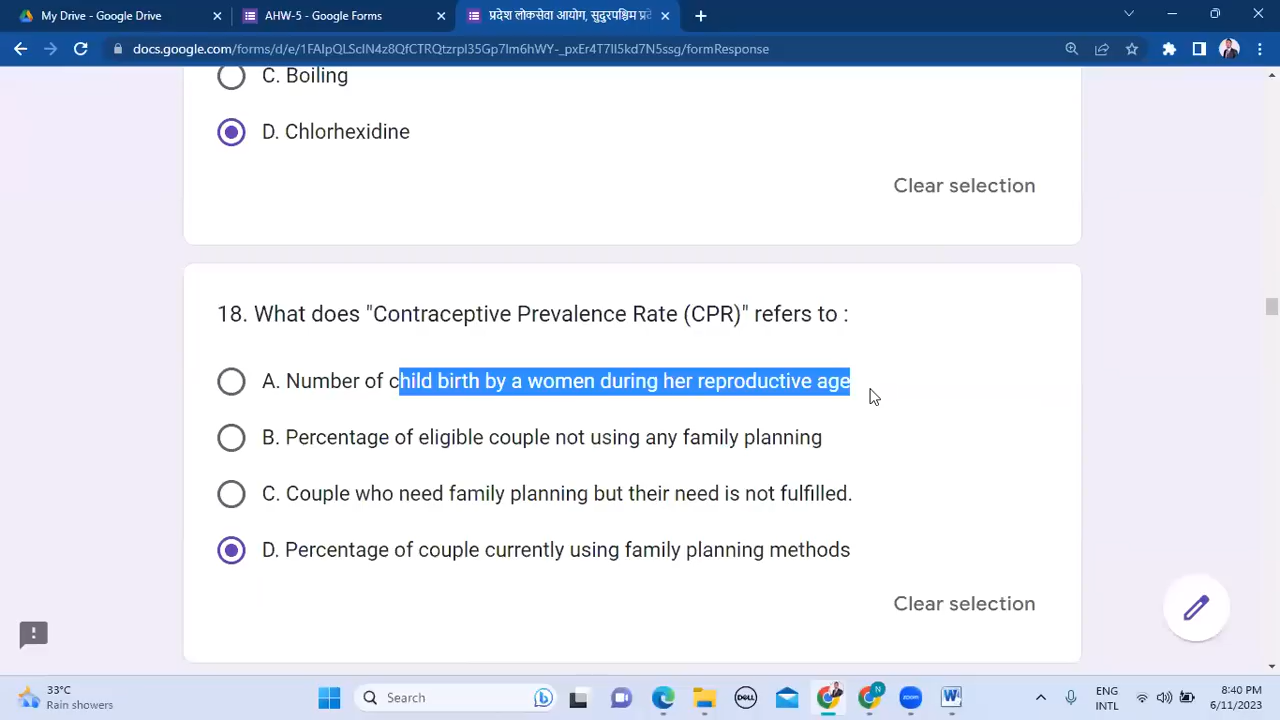 My Drive - Google Drive
AHW-5 - Google Forms
प्रदेश लोकसेवा आयोग, सुदुरपश्चिम प्रदे
docs.google.com/forms/d/e/1FAIpQLSclN4z8QfCTRQtzrpl35Gp7Im6hWY-_pxEr4T7lI5kd7N5ssg/formResponse
C. Boiling
D. Chlorhexidine
Clear selection
18. What does "Contraceptive Prevalence Rate (CPR)" refers to :
A. Number of child birth by a women during her reproductive age
B. Percentage of eligible couple not using any family planning
C. Couple who need family planning but their need is not fulfilled.
D. Percentage of couple currently using family planning methods
Clear selection
33°C
Rain showers
Search
DELL
zoom
ENG
INTL
8:40 PM
6/11/2023